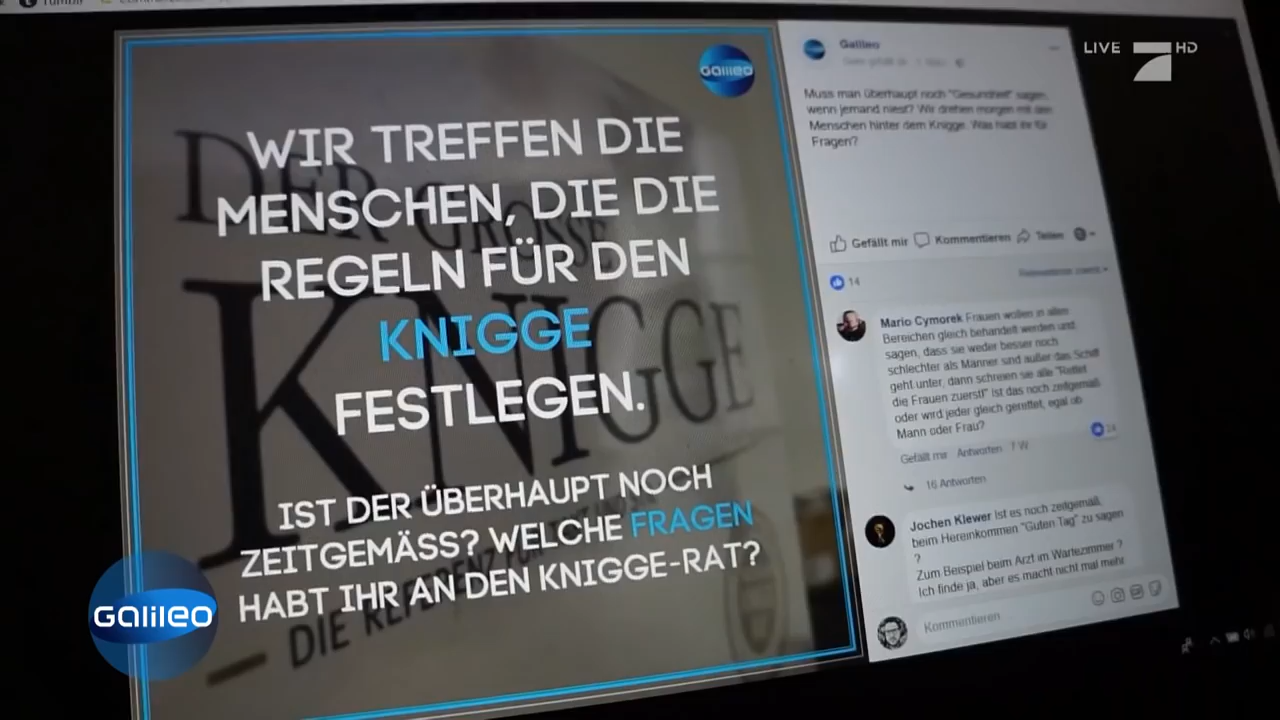 Tumblr
LIVE 7 HD
Galileo
WIR TREFFEN DIE
MENSCHEN, DIE DIE
REGELN FÜR DEN
KNIGGE
FESTLEGEN.
IST DER ÜBERHAUPT NOCH
ZEITGEMÄSS? WELCHE FRAGEN
HABT IHR AN DEN KNIGGE-RAT?
DER GROSSE
KNIGGE
DIE REFERENZ
Galileo
Galileo
Muss man überhaupt noch "Gesundheit" sagen,
wenn jemand niest? Wir drehen morgen mit den
Menschen hinter dem Knigge. Was habt ihr für
Fragen?
Gefällt mir Kommentieren Teilen
14
Mario Cymorek Frauen wollen in allen
Bereichen gleich behandelt werden und
sagen, dass sie weder besser noch
schlechter als Männer sind außer das Schiff
geht unter, dann schreien sie alle "Rettet
die Frauen zuerst!" Ist das noch zeitgemäß
oder wird jeder gleich gerettet, egal ob
Mann oder Frau?
24
Gefällt mir Antworten 7 W
16 Antworten
Jochen Klewer Ist es noch zeitgemäß,
beim Hereinkommen "Guten Tag" zu sagen
?
Zum Beispiel beim Arzt im Wartezimmer ?
Ich finde ja, aber es macht nicht mal mehr
Kommentieren